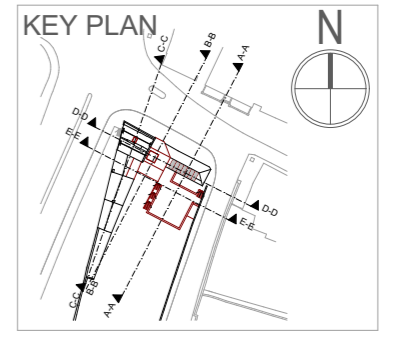 KEY PLAN
N
C-C
B-B
A-A
D-D
E-E
D-D
E-E
C-C
B-B
A-A